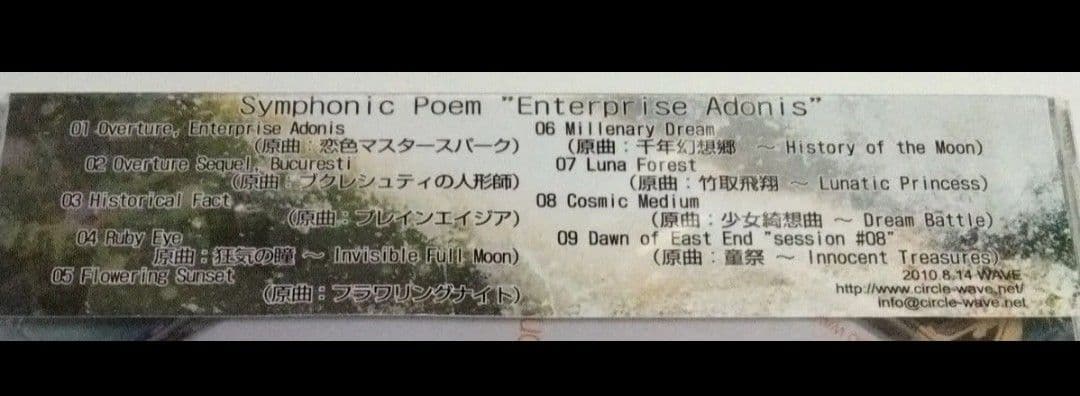 Symphonic Poem "Enterprise Adonis"
01 Overture, Enterprise Adonis
(原曲：恋色マスタースパーク)
02 Overture Sequel, Bucuresti
(原曲：ブクレシュティの人形師)
03 Historical Fact
(原曲：プレインエイジア)
04 Ruby Eye
原曲：狂気の瞳 ～ Invisible Full Moon)
05 Flowering Sunset
(原曲：フラワリングナイト)
06 Millenary Dream
(原曲：千年幻想郷 ～ History of the Moon)
07 Luna Forest
(原曲：竹取飛翔 ～ Lunatic Princess)
08 Cosmic Medium
(原曲：少女綺想曲 ～ Dream Battle)
09 Dawn of East End "session #08"
(原曲：童祭 ～ Innocent Treasures)
2010 8.14 WAVE
http://www.circle-wave.net/
info@circle-wave.net